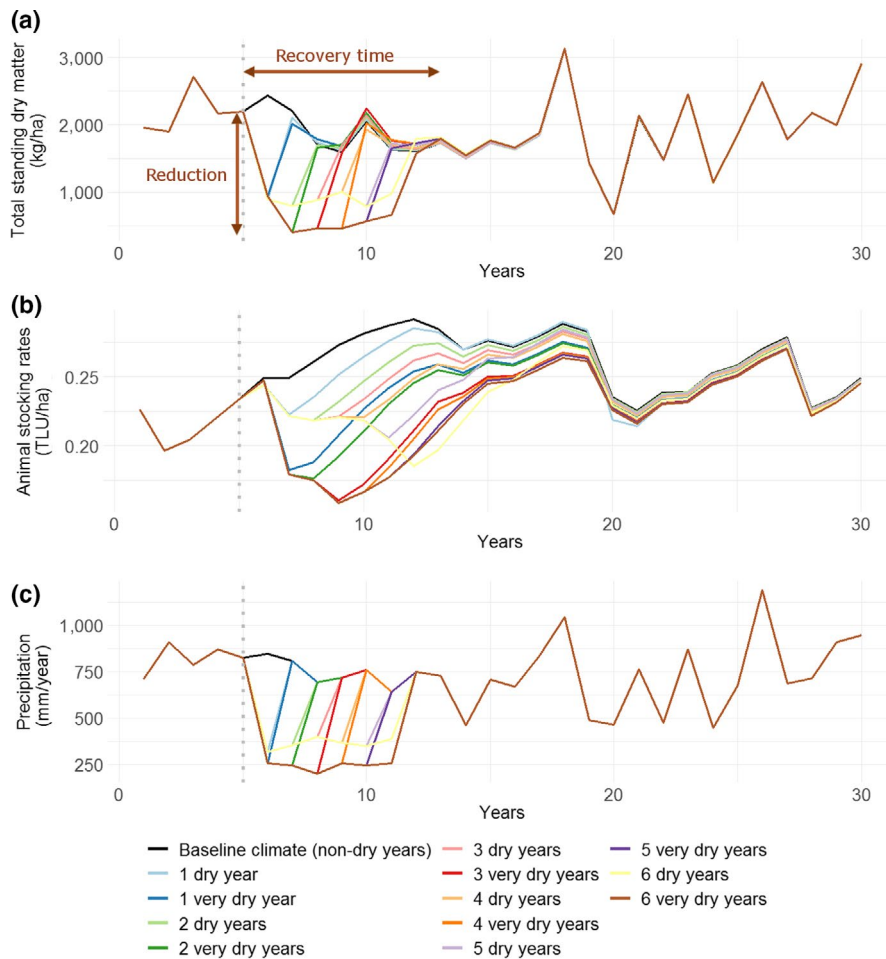 (a)
Total standing dry matter
(kg/ha)
3,000
2,000
1,000
Recovery time
Reduction
0
10
20
30
Years
(b)
Animal stocking rates
(TLU/ha)
0.25
0.20
0
10
20
30
Years
(c)
Precipitation
(mm/year)
1,000
750
500
250
0
10
20
30
Years
Baseline climate (non-dry years)
1 dry year
1 very dry year
2 dry years
2 very dry years
3 dry years
3 very dry years
4 dry years
4 very dry years
5 dry years
5 very dry years
6 dry years
6 very dry years